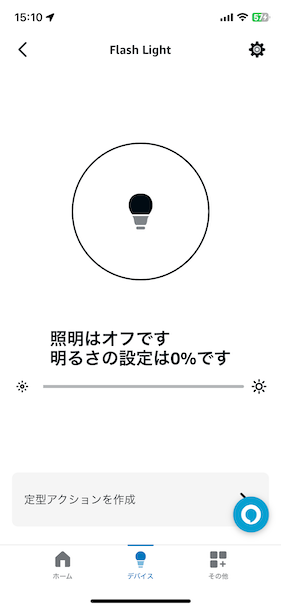 15:10
57
Flash Light
照明はオフです
明るさの設定は0%です
定型アクションを作成
ホーム
デバイス
その他